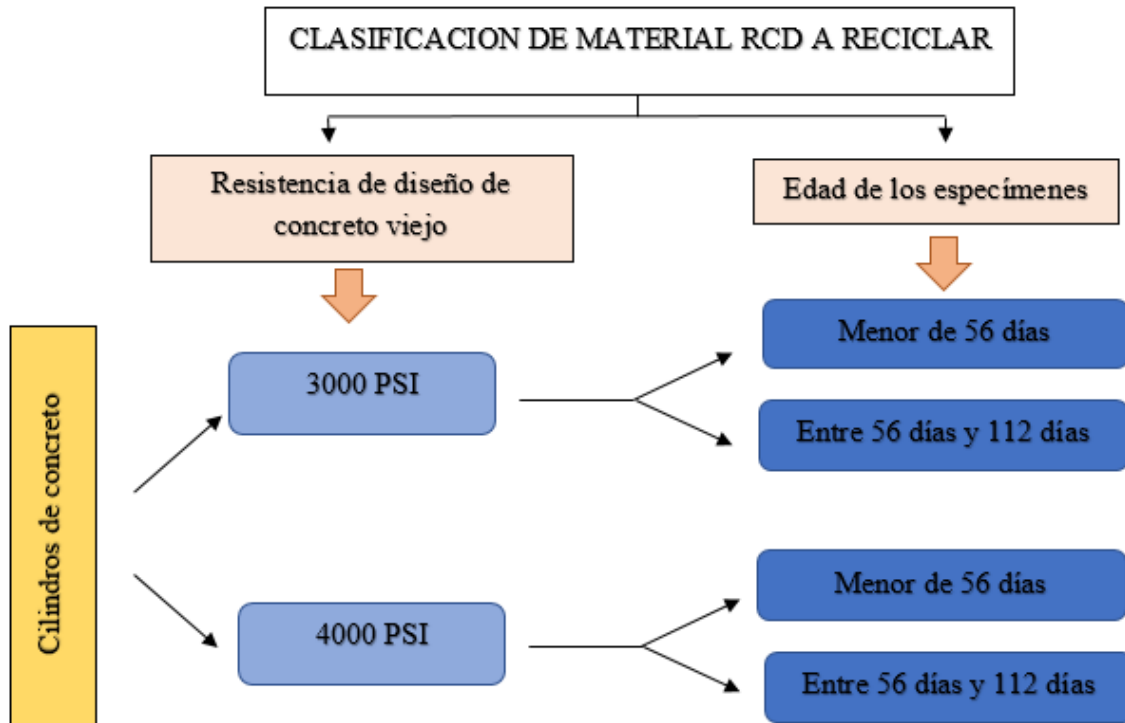 CLASIFICACION DE MATERIAL RCD A RECICLAR
Resistencia de diseño de
concreto viejo
Edad de los especímenes
Cilindros de concreto
3000 PSI
Menor de 56 días
Entre 56 días y 112 días
4000 PSI
Menor de 56 días
Entre 56 días y 112 días